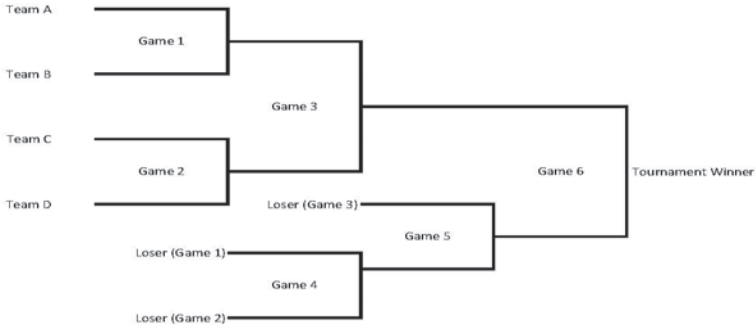 Team A
Game 1
Team B
Game 3
Team C
Game 2
Game 6
Tournament Winner
Team D
Loser (Game 3)
Game 5
Loser (Game 1)
Game 4
Loser (Game 2)